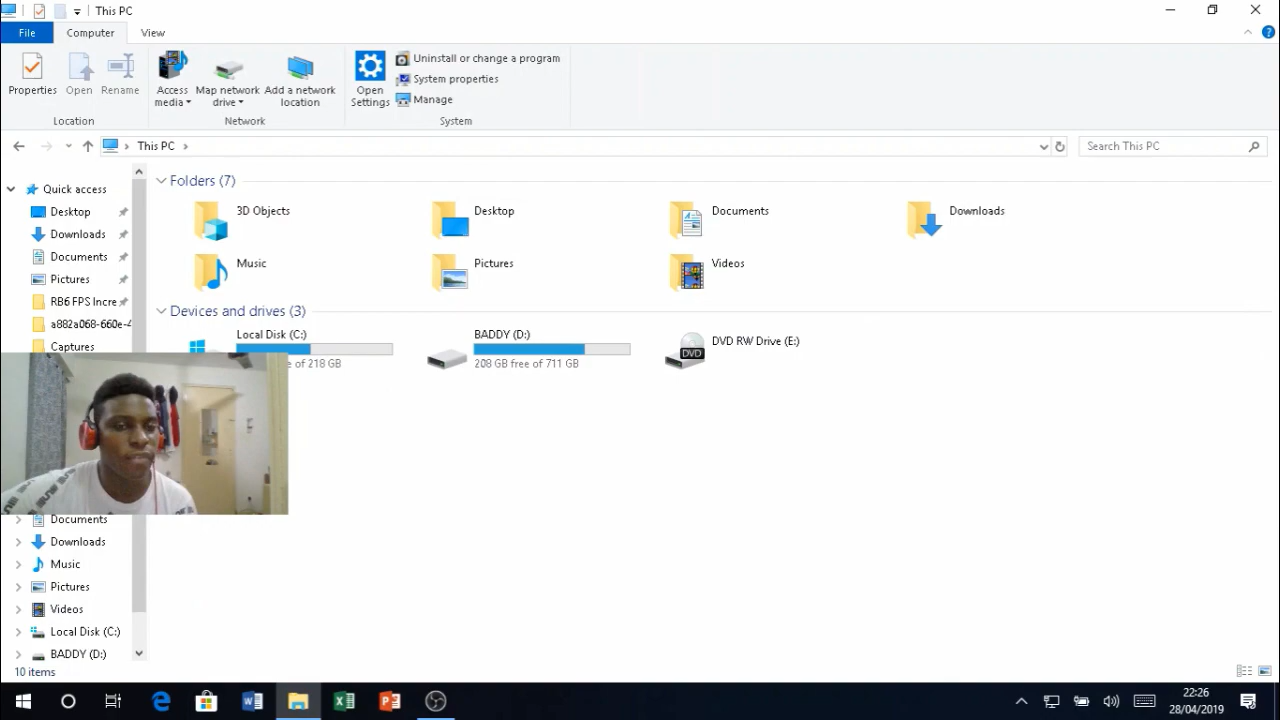 This PC
File
Computer
View
Properties
Open
Rename
Access media
Map network drive
Add a network location
Open Settings
Uninstall or change a program
System properties
Manage
Location
Network
System
This PC
Search This PC
Quick access
Desktop
Downloads
Documents
Pictures
RB6 FPS Incre
a882a068-660e-4
Captures
Documents
Downloads
Music
Pictures
Videos
Local Disk (C:)
BADDY (D:)
Folders (7)
3D Objects
Desktop
Documents
Downloads
Music
Pictures
Videos
Devices and drives (3)
Local Disk (C:)
e of 218 GB
BADDY (D:)
208 GB free of 711 GB
DVD RW Drive (E:)
DVD
10 items
22:26
28/04/2019